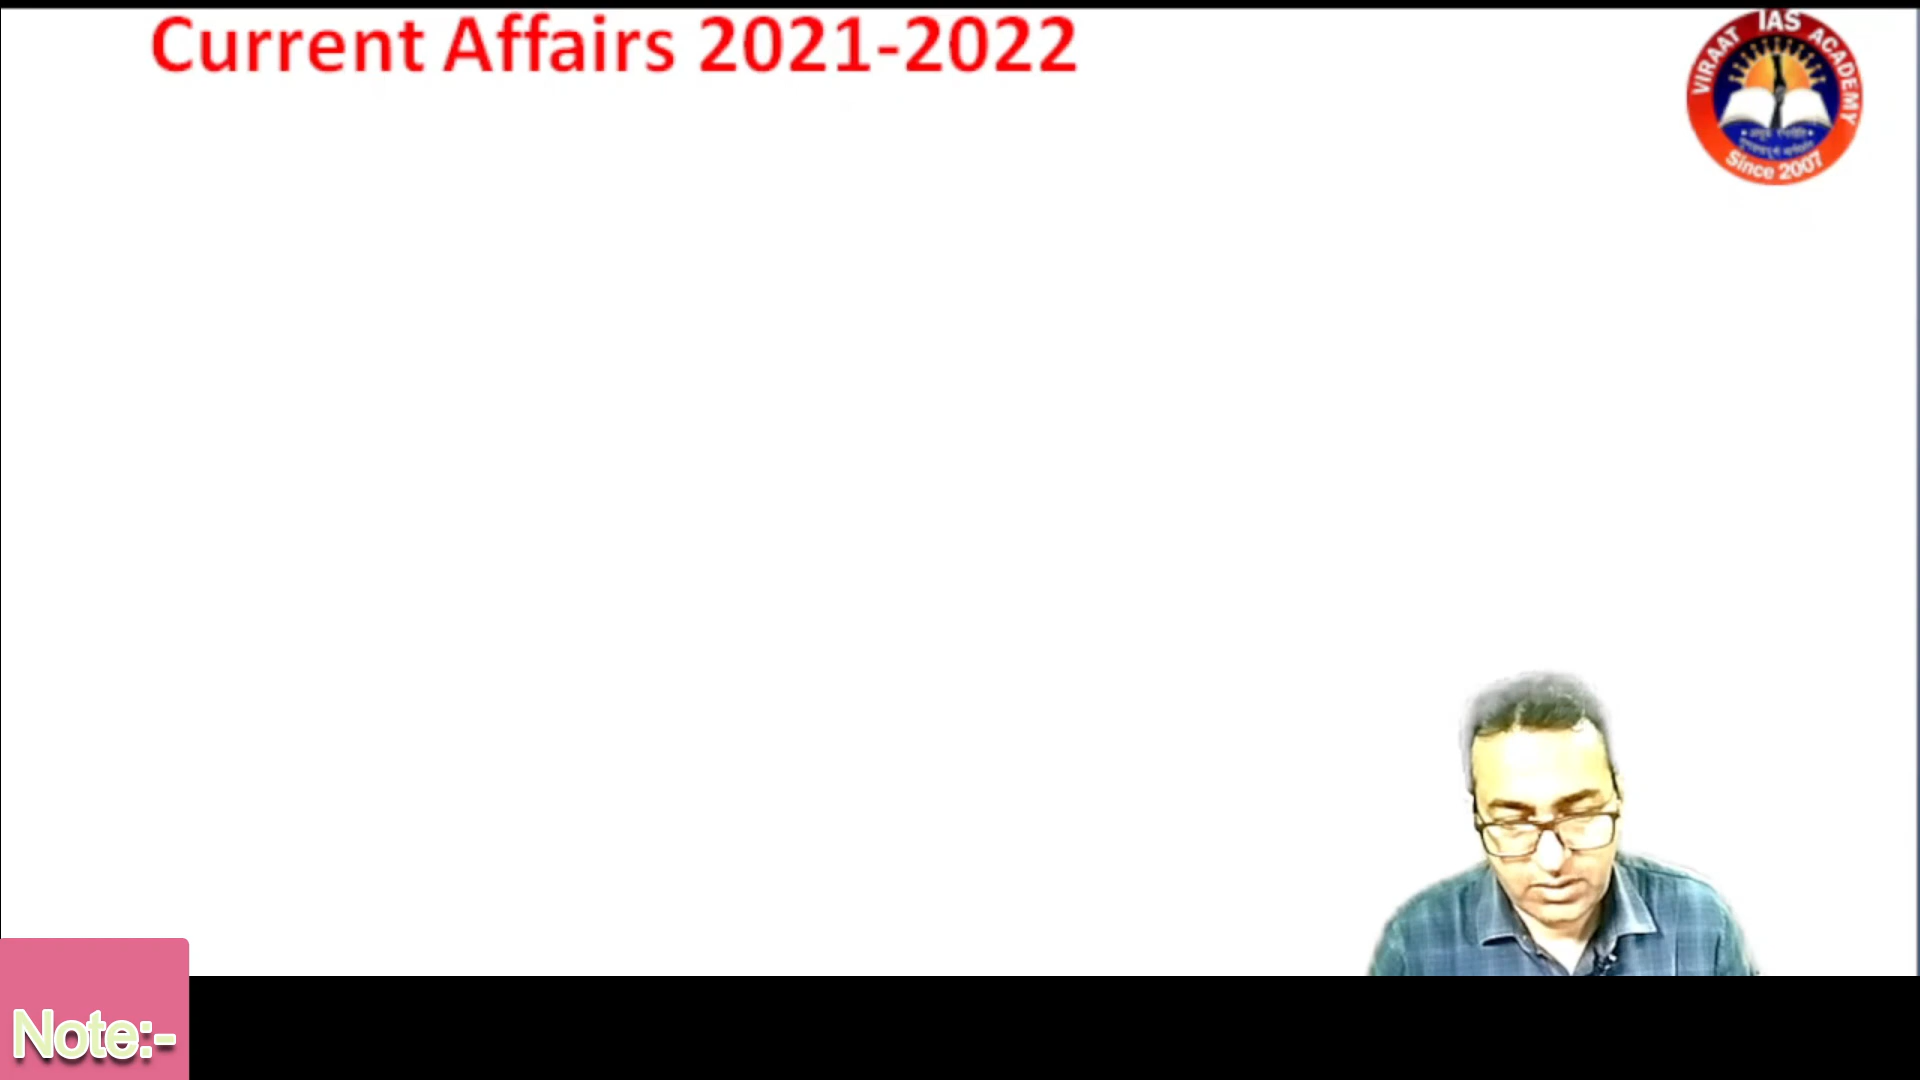 Current Affairs 2021-2022
VIRAAT IAS ACADEMY
Since 2007
Note:-